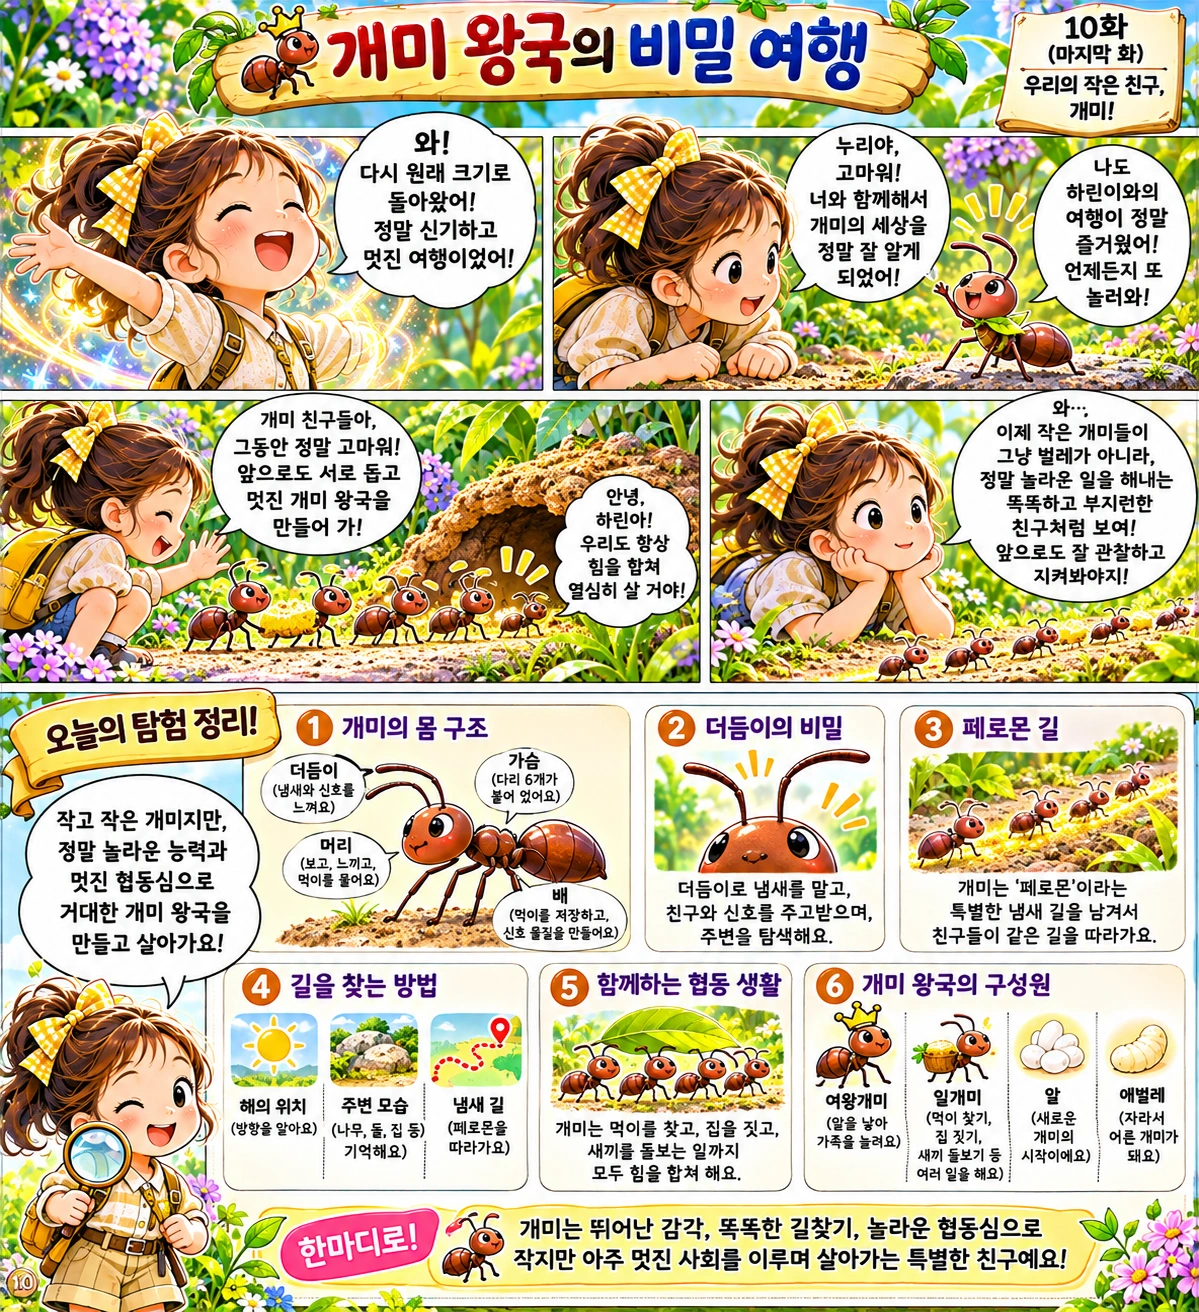 개미 왕국의 비밀 여행
10화
(마지막 화)
우리의 작은 친구,
개미!
와!
다시 원래 크기로
돌아왔어!
정말 신기하고
멋진 여행이었어!
누리야,
고마워!
너와 함께해서
개미의 세상을
정말 잘 알게
되었어!
나도
하린이와의
여행이 정말
즐거웠어!
언제든지 또
놀러와!
개미 친구들아,
그동안 정말 고마워!
앞으로도 서로 돕고
멋진 개미 왕국을
만들어 가!
안녕,
하린아!
우리도 항상
힘을 합쳐
열심히 살 거야!
와…,
이제 작은 개미들이
그냥 벌레가 아니라,
정말 놀라운 일을 해내는
똑똑하고 부지런한
친구처럼 보여!
앞으로도 잘 관찰하고
지켜봐야지!
오늘의 탐험 정리!
작고 작은 개미지만,
정말 놀라운 능력과
멋진 협동심으로
거대한 개미 왕국을
만들고 살아가요!
1 개미의 몸 구조
더듬이
(냄새와 신호를
느껴요)
가슴
(다리 6개가
붙어 있어요)
머리
(보고, 느끼고,
먹이를 물어요)
배
(먹이를 저장하고,
신호 물질을 만들어요)
2 더듬이의 비밀
더듬이로 냄새를 맡고,
친구와 신호를 주고받으며,
주변을 탐색해요.
3 페로몬 길
개미는 ‘페로몬’이라는
특별한 냄새 길을 남겨서
친구들이 같은 길을 따라가요.
4 길을 찾는 방법
해의 위치
(방향을 알아요)
주변 모습
(나무, 돌, 집 등)
기억해요)
냄새 길
(페로몬을
따라가요)
5 함께하는 협동 생활
개미는 먹이를 찾고, 집을 짓고,
새끼를 돌보는 일까지
모두 힘을 합쳐 해요.
6 개미 왕국의 구성원
여왕개미
(알을 낳아
가족을 늘려요)
일개미
(먹이 찾기,
집 짓기,
새끼 돌보기 등
여러 일을 해요)
알
(새로운
개미의
시작이에요)
애벌레
(자라서
어른 개미가
돼요)
한마디로!
개미는 뛰어난 감각, 똑똑한 길찾기, 놀라운 협동심으로
작지만 아주 멋진 사회를 이루며 살아가는 특별한 친구예요!
10